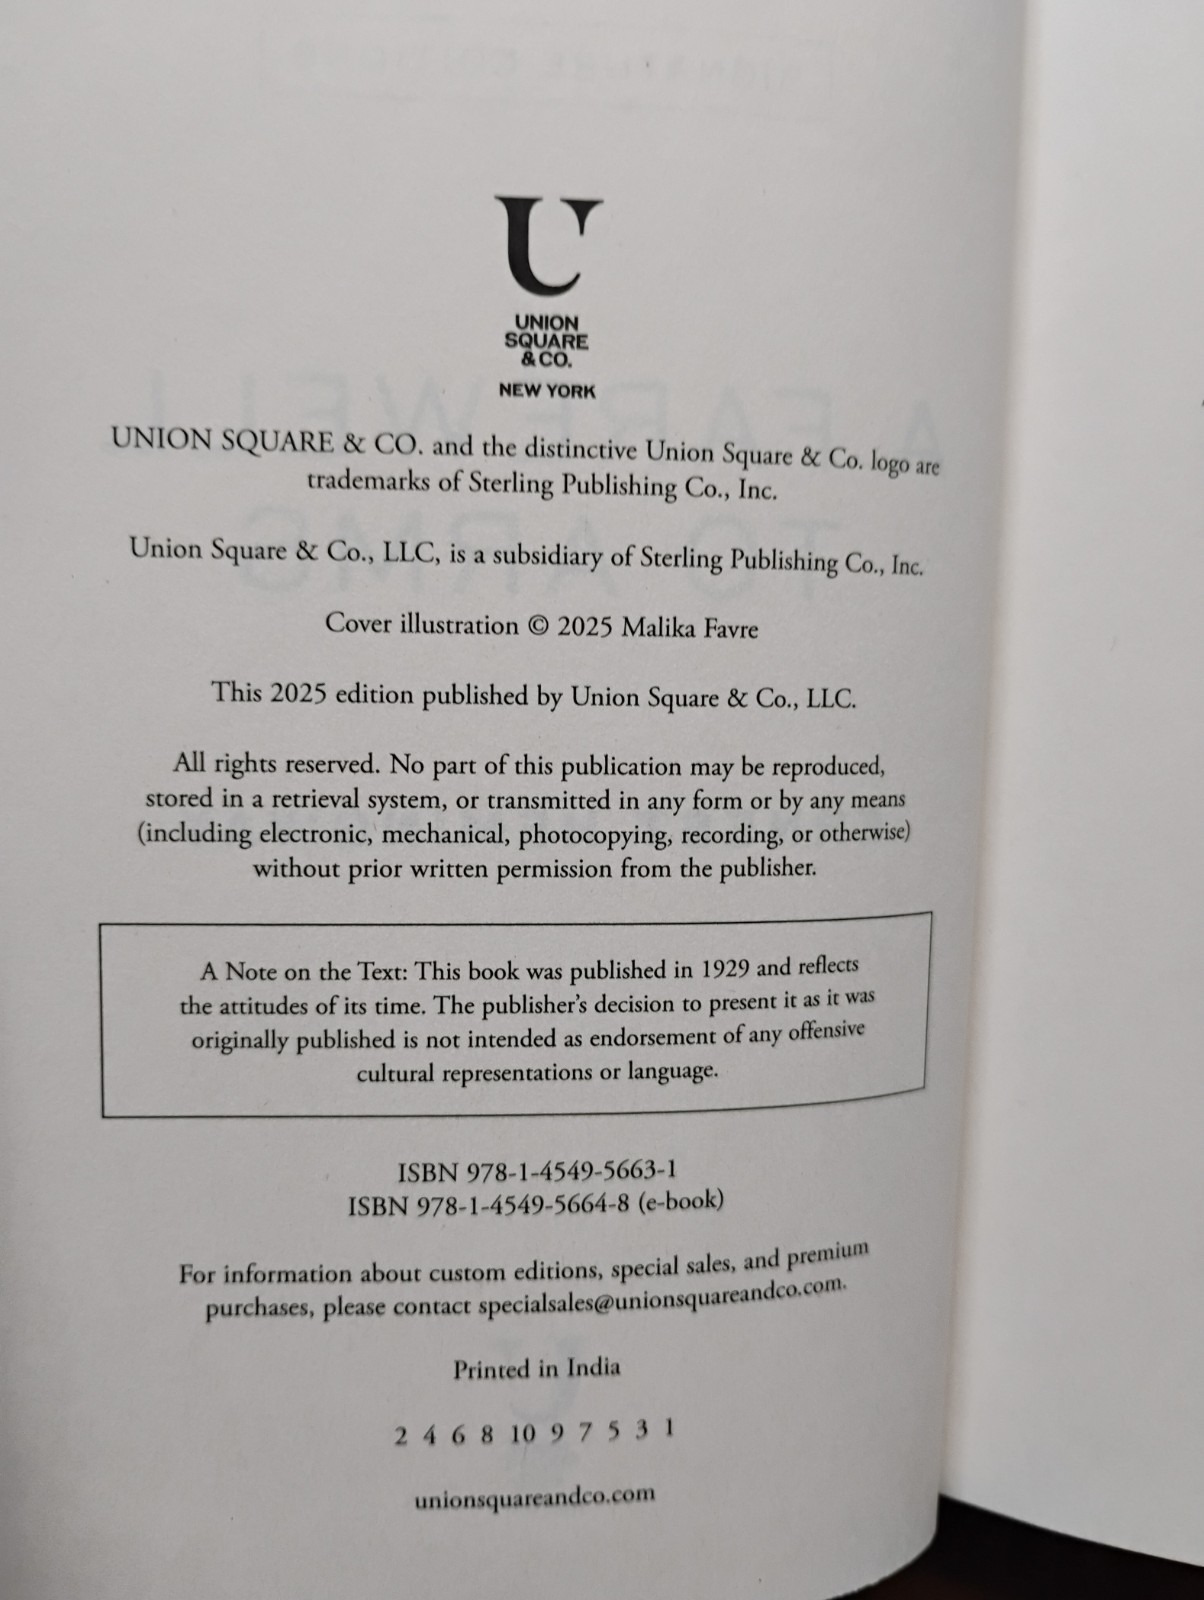 U
UNION
SQUARE
& CO.
NEW YORK
UNION SQUARE & CO. and the distinctive Union Square & Co. logo are
trademarks of Sterling Publishing Co., Inc.
Union Square & Co., LLC, is a subsidiary of Sterling Publishing Co., Inc.
Cover illustration © 2025 Malika Favre
This 2025 edition published by Union Square & Co., LLC.
All rights reserved. No part of this publication may be reproduced,
stored in a retrieval system, or transmitted in any form or by any means
(including electronic, mechanical, photocopying, recording, or otherwise)
without prior written permission from the publisher.
A Note on the Text: This book was published in 1929 and reflects
the attitudes of its time. The publisher's decision to present it as it was
originally published is not intended as endorsement of any offensive
cultural representations or language.
ISBN 978-1-4549-5663-1
ISBN 978-1-4549-5664-8 (e-book)
For information about custom editions, special sales, and premium
purchases, please contact specialsales@unionsquareandco.com.
Printed in India
2 4 6 8 10 9 7 5 3 1
unionsquareandco.com